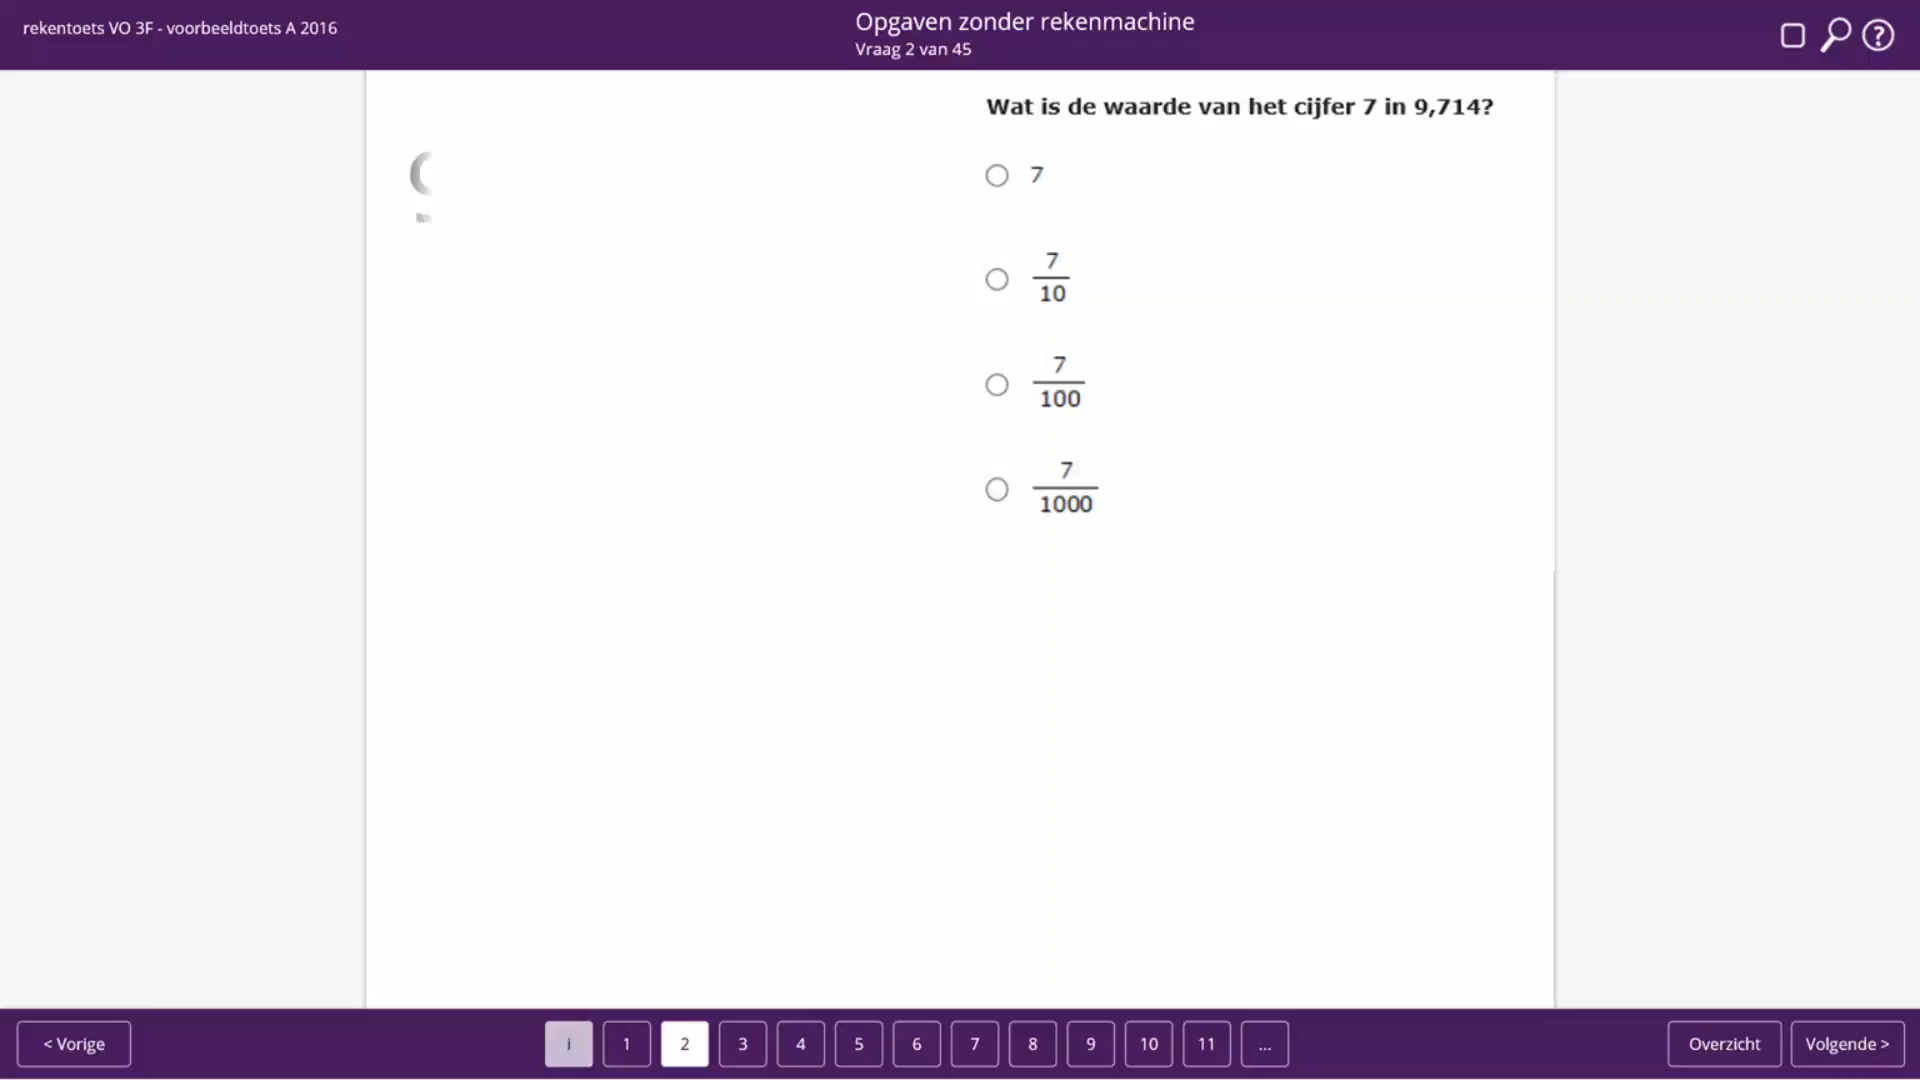 rekentoets VO 3F - voorbeeldtoets A 2016
Opgaven zonder rekenmachine
Vraag 2 van 45
?
Wat is de waarde van het cijfer 7 in 9,714?
7
7
10
7
100
7
1000
< Vorige
i 1 2 3 4 5 6 7 8 9 10 11 ...
Overzicht
Volgende >